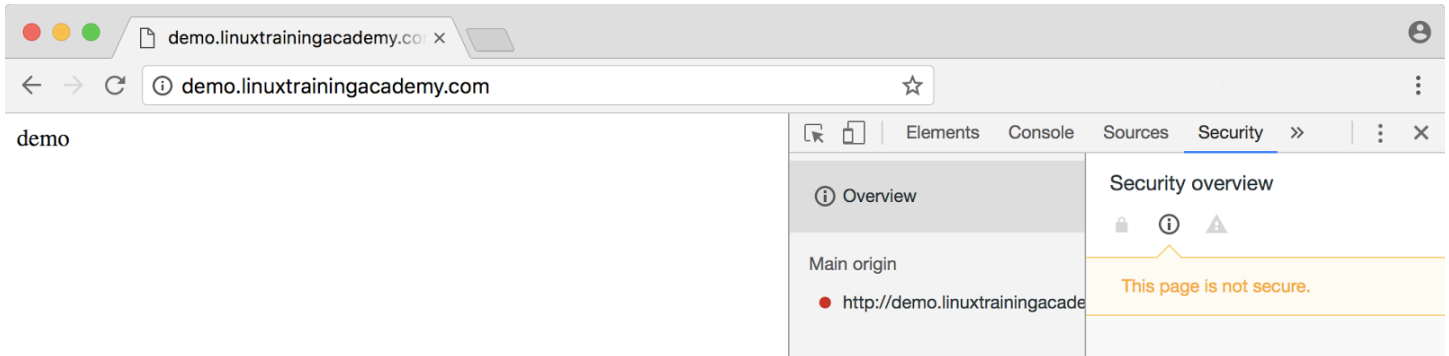 demo.linuxtrainingacademy.co
demo.linuxtrainingacademy.com
demo
Elements Console Sources Security
Overview
Main origin
http://demo.linuxtrainingacade
Security overview
This page is not secure.